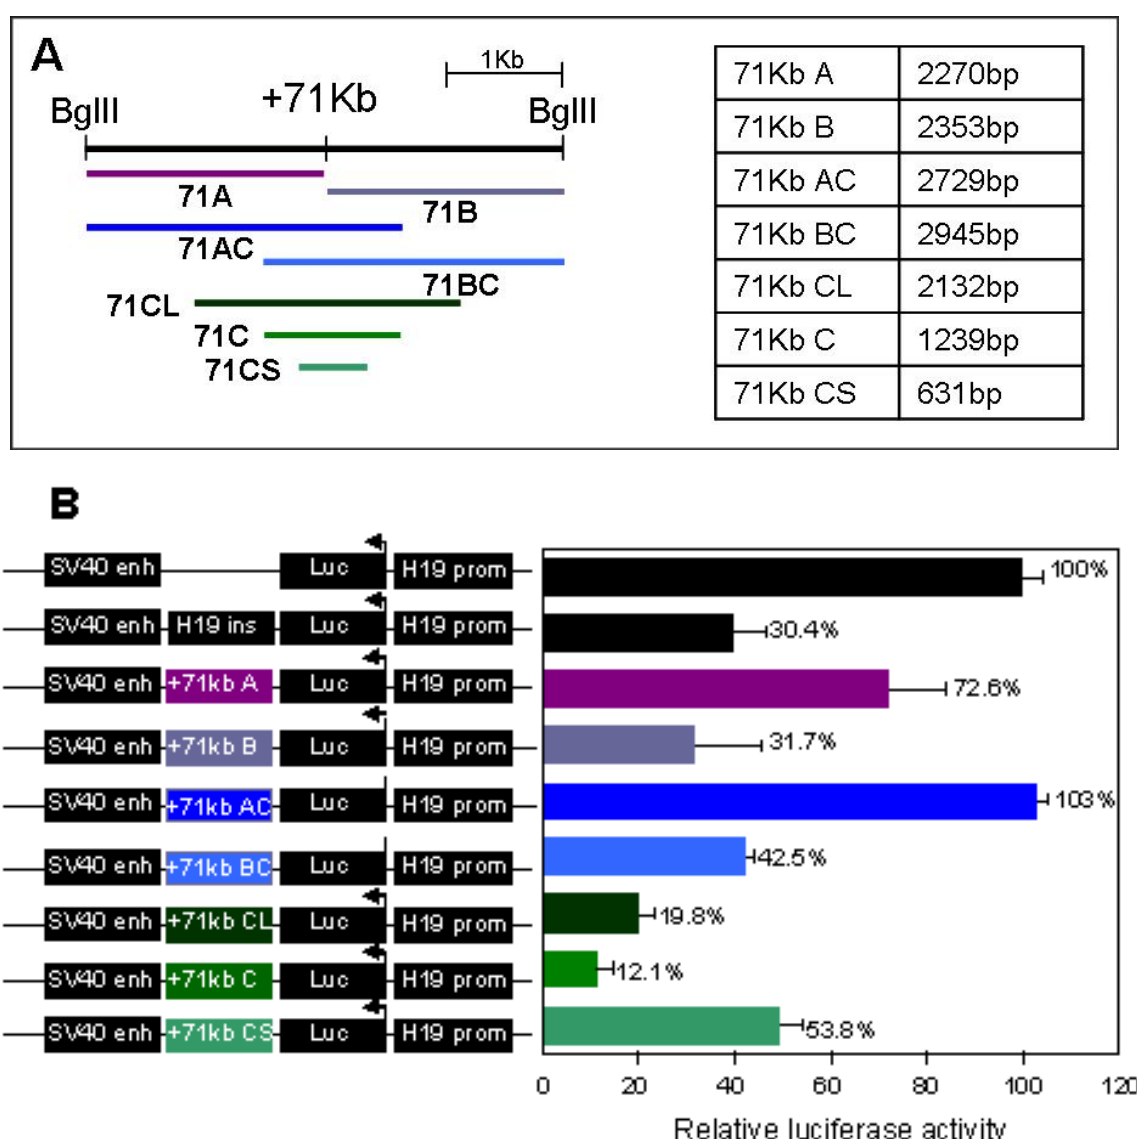 A
1Kb
+71Kb
BgIII
BgIII
71A
71B
71AC
71BC
71CL
71C
71CS
71Kb A 2270bp
71Kb B 2353bp
71Kb AC 2729bp
71Kb BC 2945bp
71Kb CL 2132bp
71Kb C 1239bp
71Kb CS 631bp
B
SV40 enh Luc H19 prom 100%
SV40 enh H19 ins Luc H19 prom 30.4%
SV40 enh +71kb A Luc H19 prom 72.6%
SV40 enh +71kb B Luc H19 prom 31.7%
SV40 enh +71kb AC Luc H19 prom 103%
SV40 enh +71kb BC Luc H19 prom 42.5%
SV40 enh +71kb CL Luc H19 prom 19.8%
SV40 enh +71kb C Luc H19 prom 12.1%
SV40 enh +71kb CS Luc H19 prom 53.8%
0 20 40 60 80 100 120
Relative luciferase activity